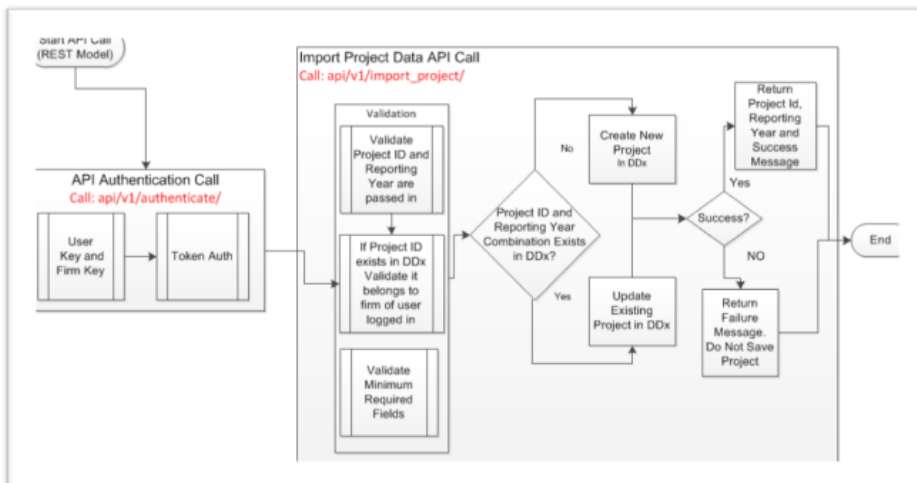 Start API Call
(REST Model)
API Authentication Call
Call: api/v1/authenticate/
User
Key and
Firm Key
Token Auth
Import Project Data API Call
Call: api/v1/import_project/
Validation
Validate
Project ID and
Reporting
Year are
passed in
If Project ID
exists in DDx
Validate it
belongs to
firm of user
logged in
Validate
Minimum
Required
Fields
Project ID and
Reporting Year
Combination Exists
in DDx?
No
Yes
Create New
Project
In DDx
Update
Existing
Project in DDx
Success?
Yes
NO
Return
Project Id,
Reporting
Year and
Success
Message
Return
Failure
Message.
Do Not Save
Project
End